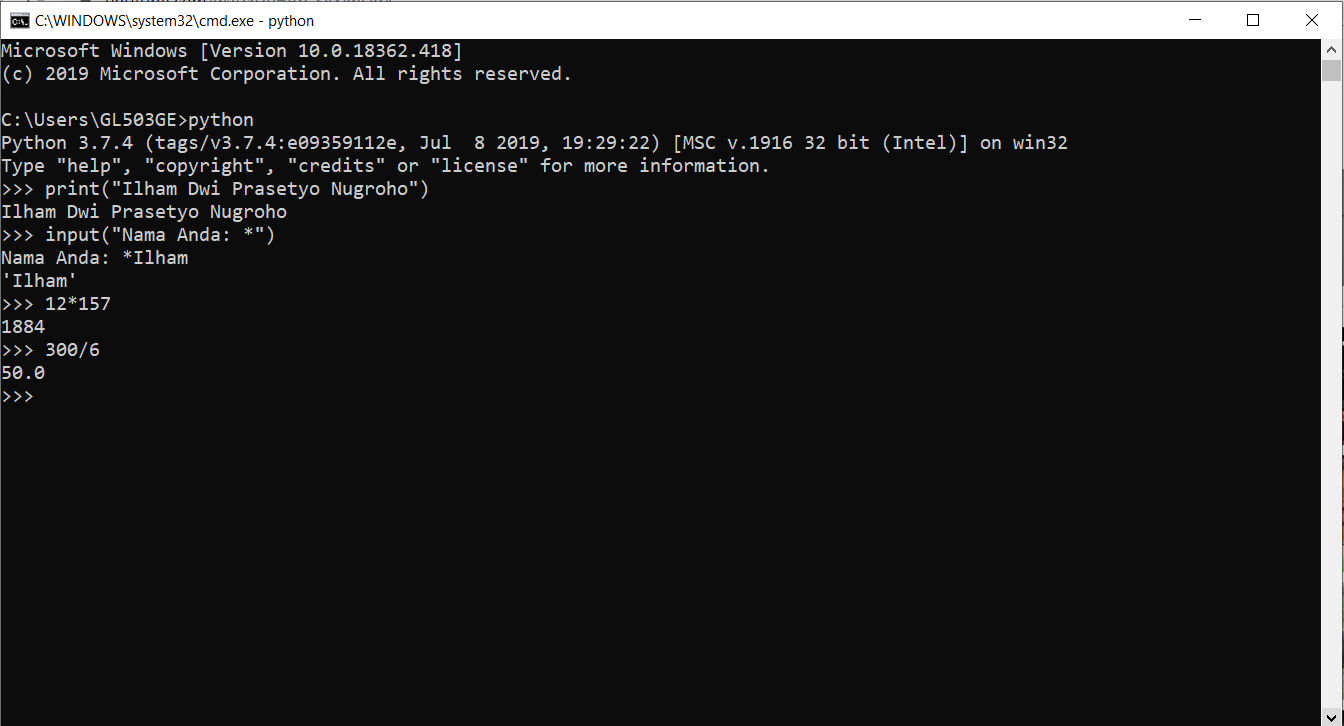 C:\WINDOWS\system32\cmd.exe - python
Microsoft Windows [Version 10.0.18362.418]
(c) 2019 Microsoft Corporation. All rights reserved.
C:\Users\GL503GE>python
Python 3.7.4 (tags/v3.7.4:e09359112e, Jul  8 2019, 19:29:22) [MSC v.1916 32 bit (Intel)] on win32
Type "help", "copyright", "credits" or "license" for more information.
>>> print("Ilham Dwi Prasetyo Nugroho")
Ilham Dwi Prasetyo Nugroho
>>> input("Nama Anda: *")
Nama Anda: *Ilham
'Ilham'
>>> 12*157
1884
>>> 300/6
50.0
>>>